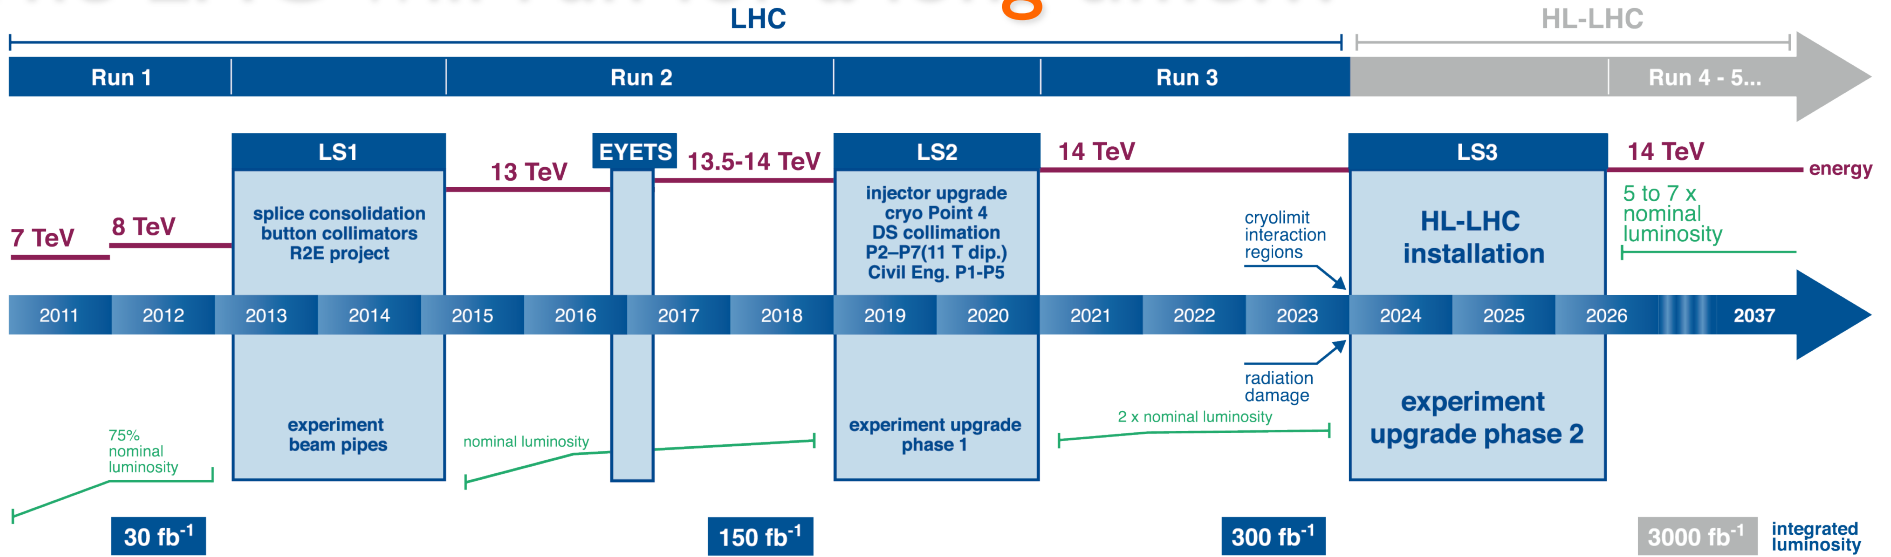 LHC
HL-LHC
Run 1
Run 2
Run 3
Run 4 - 5...
LS1
EYETS
LS2
LS3
7 TeV
8 TeV
13 TeV
13.5-14 TeV
14 TeV
14 TeV
energy
splice consolidation
button collimators
R2E project
injector upgrade
cryo Point 4
DS collimation
P2–P7(11 T dip.)
Civil Eng. P1-P5
cryolimit
interaction
regions
HL-LHC
installation
5 to 7 x
nominal
luminosity
2011 2012 2013 2014 2015 2016 2017 2018 2019 2020 2021 2022 2023 2024 2025 2026 2037
radiation
damage
75%
nominal
luminosity
experiment
beam pipes
nominal luminosity
experiment upgrade
phase 1
2 x nominal luminosity
experiment
upgrade phase 2
30 fb⁻¹
150 fb⁻¹
300 fb⁻¹
3000 fb⁻¹
integrated
luminosity